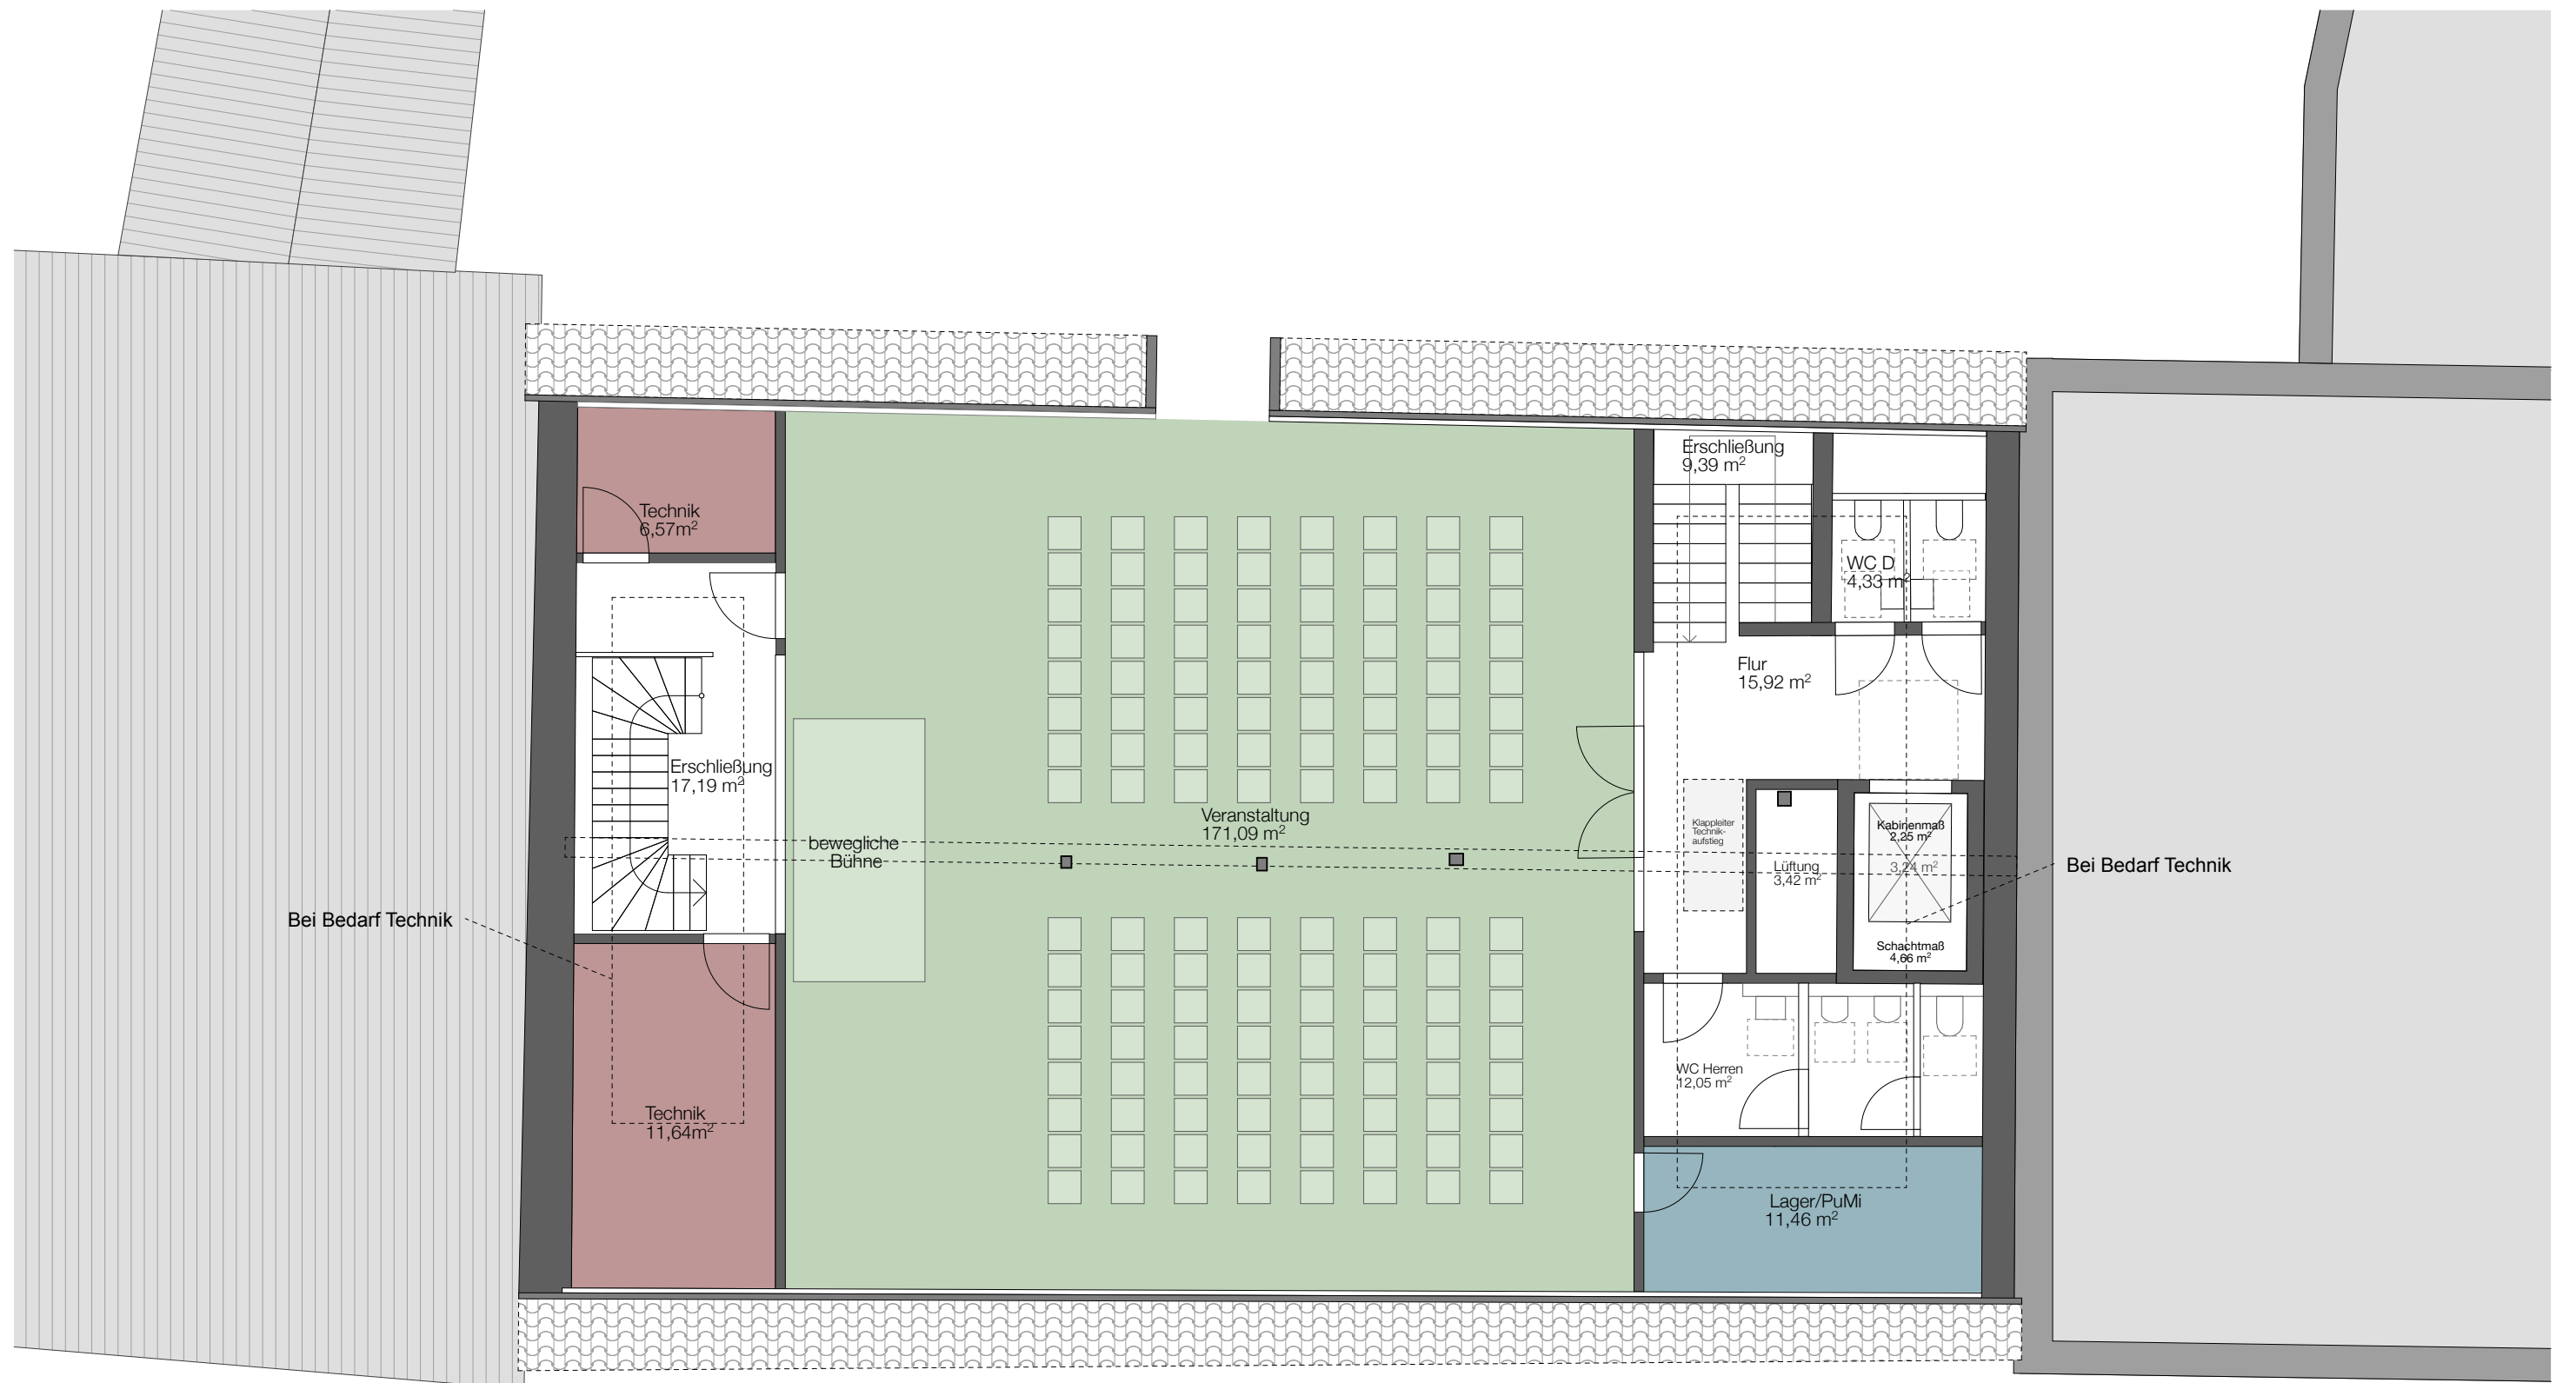 Erschließung
9,39 m²
Technik
6,57m²
WC D
4,33 m²
Flur
15,92 m²
Erschließung
17,19 m²
Veranstaltung
171,09 m²
bewegliche
Bühne
Klappleiter
Technik-
aufstieg
Lüftung
3,42 m²
Kabinenmaß
2,25 m²
3,24 m²
Schachtmaß
4,66 m²
Bei Bedarf Technik
Bei Bedarf Technik
WC Herren
12,05 m²
Technik
11,64m²
Lager/PuMi
11,46 m²